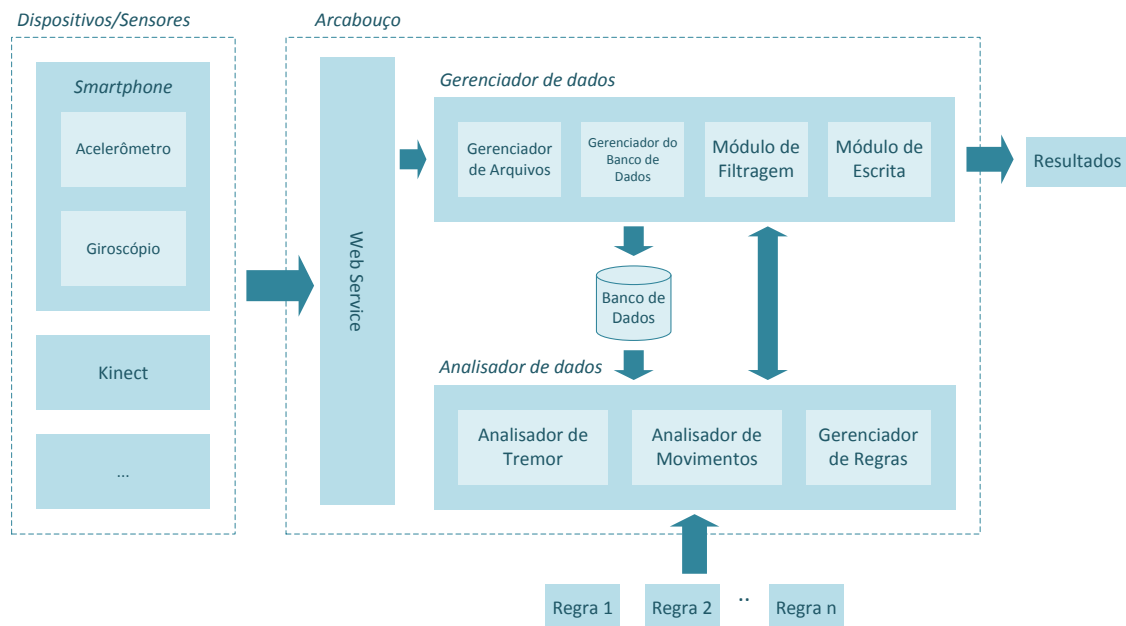 Dispositivos/Sensores
Smartphone
Acelerômetro
Giroscópio
Kinect
...
Arcabouço
Web Service
Gerenciador de dados
Gerenciador
de Arquivos
Gerenciador do
Banco de
Dados
Módulo de
Filtragem
Módulo de
Escrita
Banco de
Dados
Analisador de dados
Analisador de
Tremor
Analisador de
Movimentos
Gerenciador
de Regras
Resultados
Regra 1
Regra 2
..
Regra n